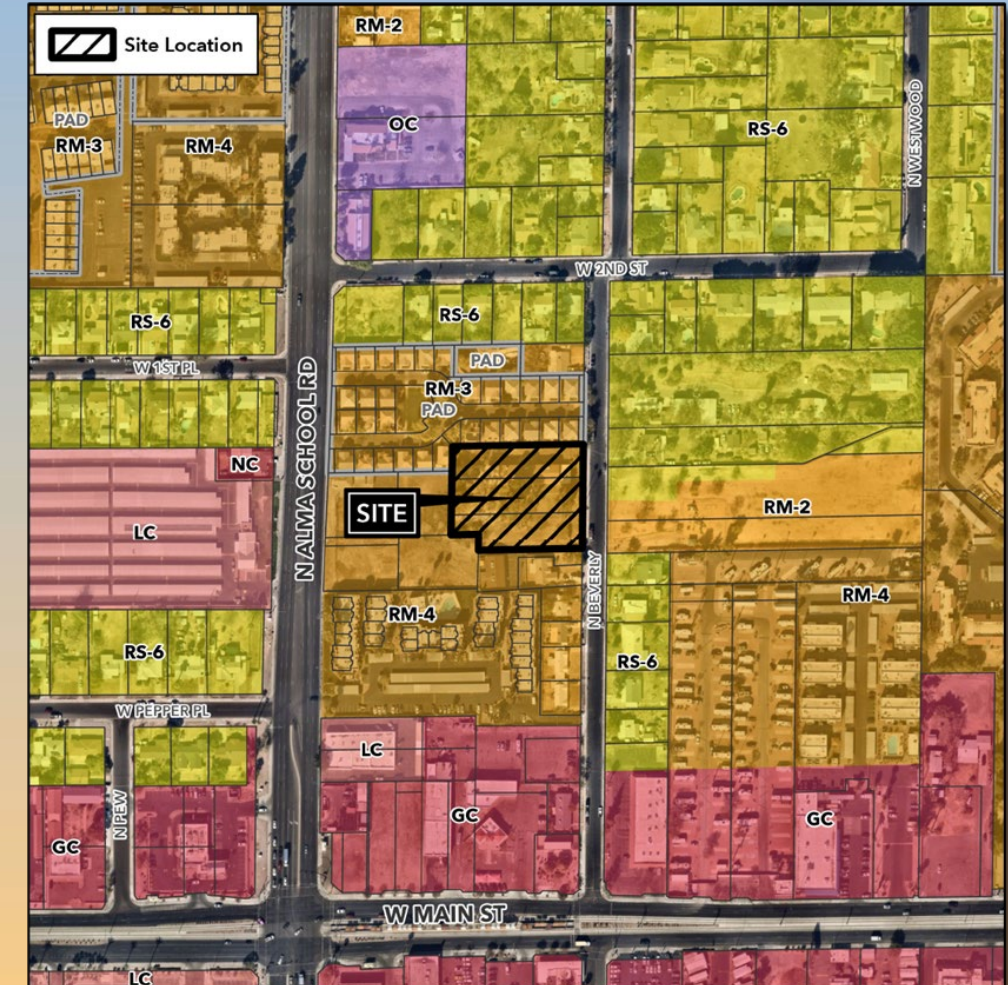 Site Location
RM-2
OC
RS-6
N WESTWOOD
PAD
RM-3
RM-4
W 2ND ST
RS-6
W 1ST PL
RS-6
PAD
RM-3
PAD
N ALMA SCHOOL RD
NC
LC
SITE
RM-2
N BEVERLY
RM-4
RM-4
RS-6
RS-6
W PEPPER PL
LC
GC
GC
N PEW
GC
W MAIN ST
LC